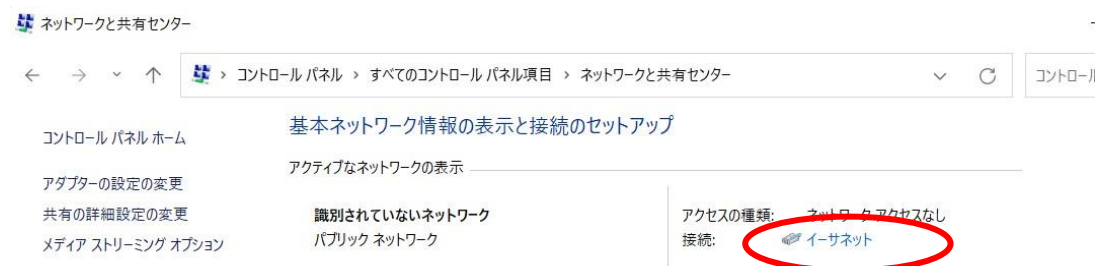 ネットワークと共有センター
コントロール パネル › すべてのコントロール パネル項目 › ネットワークと共有センター
コントロール
コントロール パネル ホーム
基本ネットワーク情報の表示と接続のセットアップ
アクティブなネットワークの表示
アダプターの設定の変更
共有の詳細設定の変更
メディア ストリーミング オプション
識別されていないネットワーク
パブリック ネットワーク
アクセスの種類: ネットワーク アクセスなし
接続: イーサネット